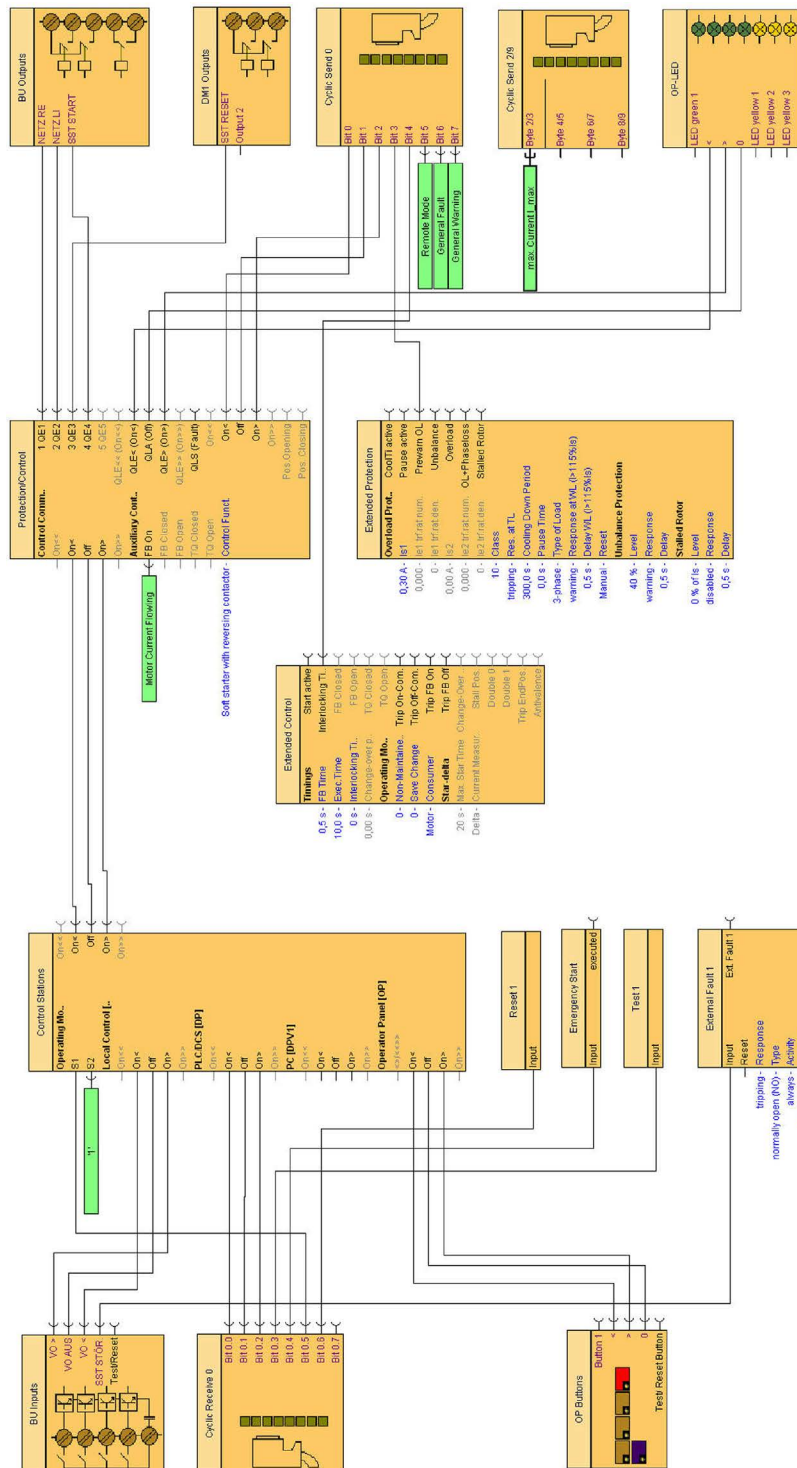 BU Inputs
VO >
VO AUS
VO <
SST STÖR
Test/Reset
Cyclic Receive 0
Bit 0.0
Bit 0.1
Bit 0.2
Bit 0.3
Bit 0.4
Bit 0.5
Bit 0.6
Bit 0.7
OP Buttons
Button 1
<
>
0
Test/ Reset Button
'1'
Control Stations
Operating Mo..
On<<
S1
On<
S2
Off
Local Control [..
On>
On<<
On>>
On<
Off
On>
On>>
PLC/DCS [DP]
On<<
On<
Off
On>
On>>
PC [DPV1]
On<<
On<
Off
On>
On>>
Operator Panel [OP]
<>/<<>>
On<
Off
On>
On>>
Reset 1
Input
Emergency Start
Input
executed
Test 1
Input
External Fault 1
Input
Ext. Fault 1
Reset
tripping - Response
normally open (NO) - Type
always - Activity
Extended Control
Timings
Start active
0,5 s - FB Time
Interlocking Ti..
10,0 s - Exec.Time
FB Closed
0 s - Interlocking Ti..
FB Open
0,00 s - Change-over p..
TQ Closed
Operating Mo..
TQ Open
0 - Non-Maintaine..
Trip On-Com.
0 - Save Change
Trip Off-Com.
Motor - Consumer
Trip FB On
Star-delta
Trip FB Off
20 s - Max. Star Time
Change-Over
Delta - Current Measur.
Stall Pos.
Double 0
Double 1
Trip EndPos.
Antivalence
Motor Current Flowing
Protection/Control
Control Comm..
1 QE1
On<<
2 QE2
On<
3 QE3
Off
4 QE4
On>
5 QE5
On>>
QLE<< (On<<)
Auxiliary Cont..
QLE< (On<)
FB On
QLA (Off)
FB Closed
QLE> (On>)
FB Open
QLE>> (On>>)
TQ Closed
QLS (Fault)
TQ Open
On<<
Soft starter with reversing contactor - Control Funct.
On<
Off
On>
On>>
Pos. Opening
Pos. Closing
Extended Protection
Overload Prot..
CoolTi active
0,30 A - Is1
Pause active
0,000 - Ie1 tr.rat.num.
Prewarn OL
0 - Ie1 tr.rat.den.
Unbalance
0,00 A - Is2
Overload
0,000 - Ie2 tr.rat.num.
OL+Phaseloss
0 - Ie2 tr.rat.den
Stalled Rotor
10 - Class
tripping - Res. at TL
300,0 s - Cooling Down Period
0,0 s - Pause Time
3-phase - Type of Load
warning - Response at WL (I>115%Is)
0,5 s - Delay WL (I>115%Is)
Manual - Reset
Unbalance Protection
40 % - Level
warning - Response
0,5 s - Delay
Stalled Rotor
0 % of Is - Level
disabled - Response
0,5 s - Delay
BU Outputs
NETZ RE
NETZ LI
SST START
DM1 Outputs
SST RESET
Output 2
Cyclic Send 0
Bit 0
Bit 1
Bit 2
Bit 3
Bit 4
Remote Mode
Bit 5
General Fault
Bit 6
General Warning
Bit 7
Cyclic Send 2/9
max. Current I_max
Byte 2/3
Byte 4/5
Byte 6/7
Byte 8/9
OP-LED
LED green 1
<
>
0
LED yellow 1
LED yellow 2
LED yellow 3